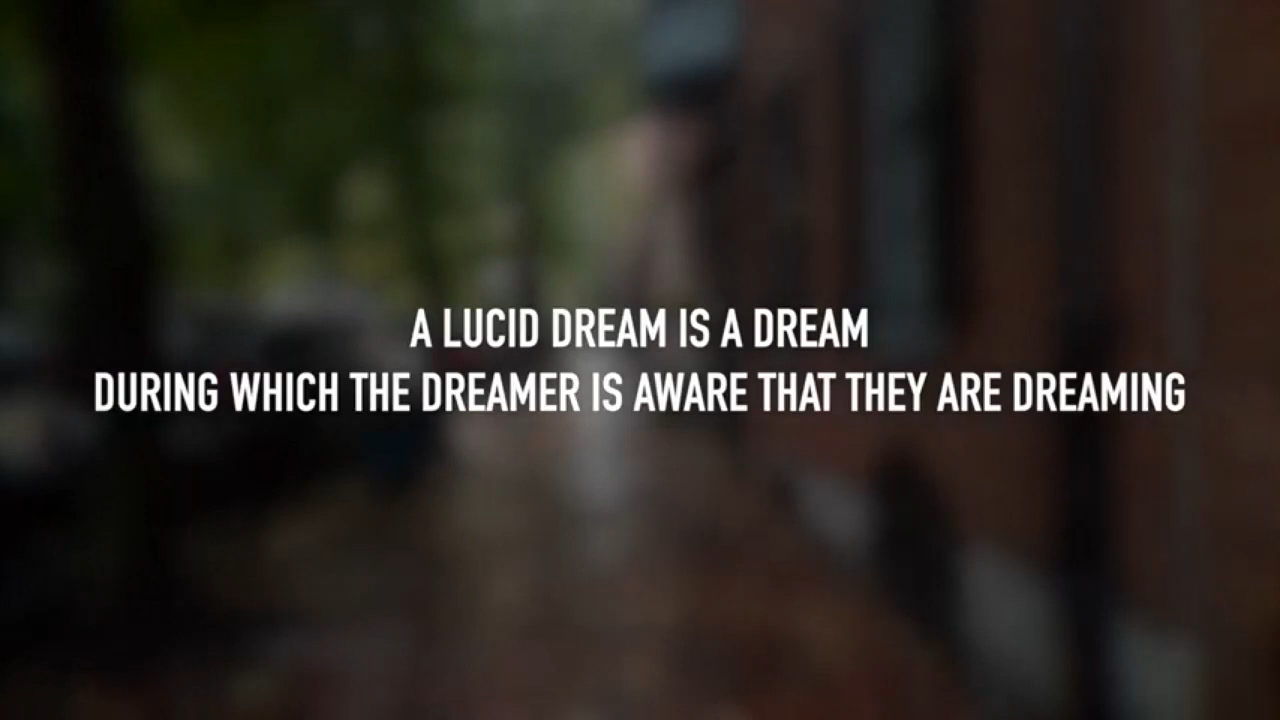 A LUCID DREAM IS A DREAM
DURING WHICH THE DREAMER IS AWARE THAT THEY ARE DREAMING